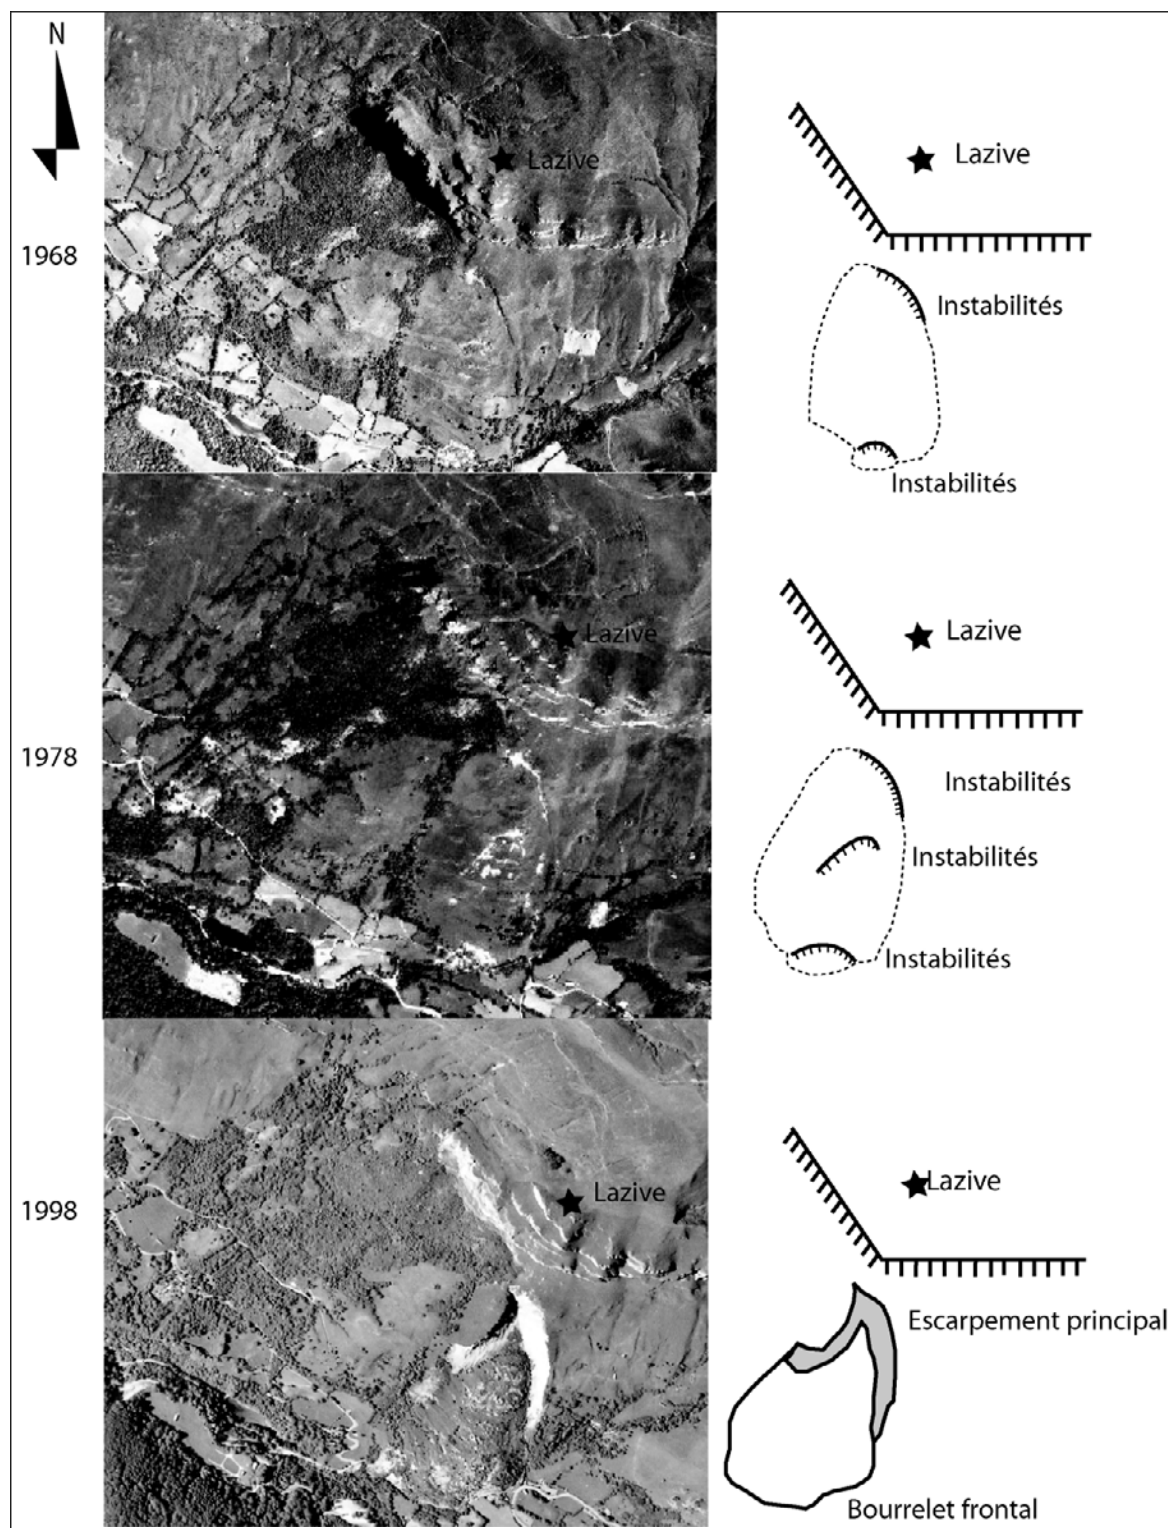 N
1968
Lazive
Lazive
Instabilités
Instabilités
1978
Lazive
Lazive
Instabilités
Instabilités
Instabilités
1998
Lazive
Lazive
Escarpement principal
Bourrelet frontal